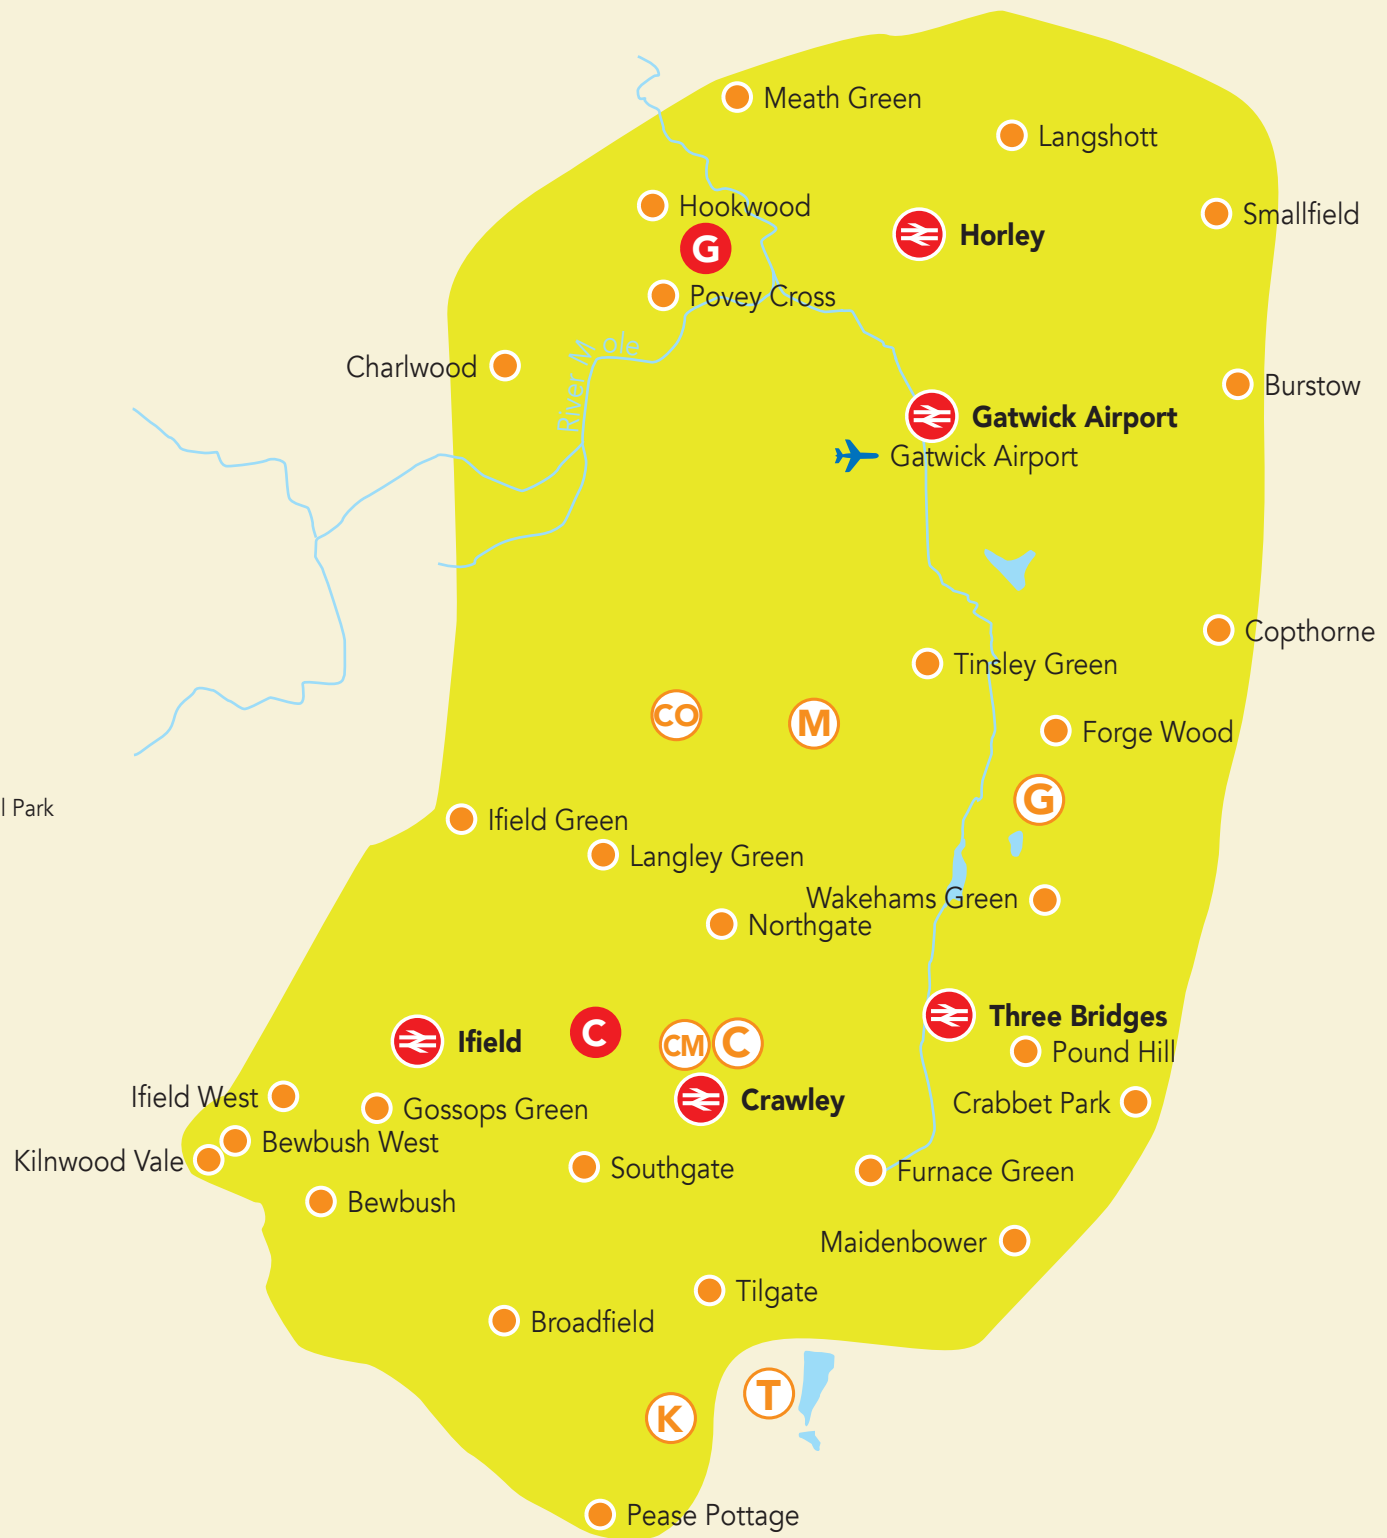 Meath Green
Langshott
Hookwood
Smallfield
G
Horley
Povey Cross
River Mole
Charlwood
Burstow
Gatwick Airport
Gatwick Airport
Copthorne
Tinsley Green
CO
M
Forge Wood
G
l Park
Ifield Green
Langley Green
Wakehams Green
Northgate
Three Bridges
C
Ifield
CM
C
Pound Hill
Ifield West
Gossops Green
Crawley
Crabbet Park
Bewbush West
Kilnwood Vale
Southgate
Furnace Green
Bewbush
Maidenbower
Tilgate
Broadfield
T
K
Pease Pottage